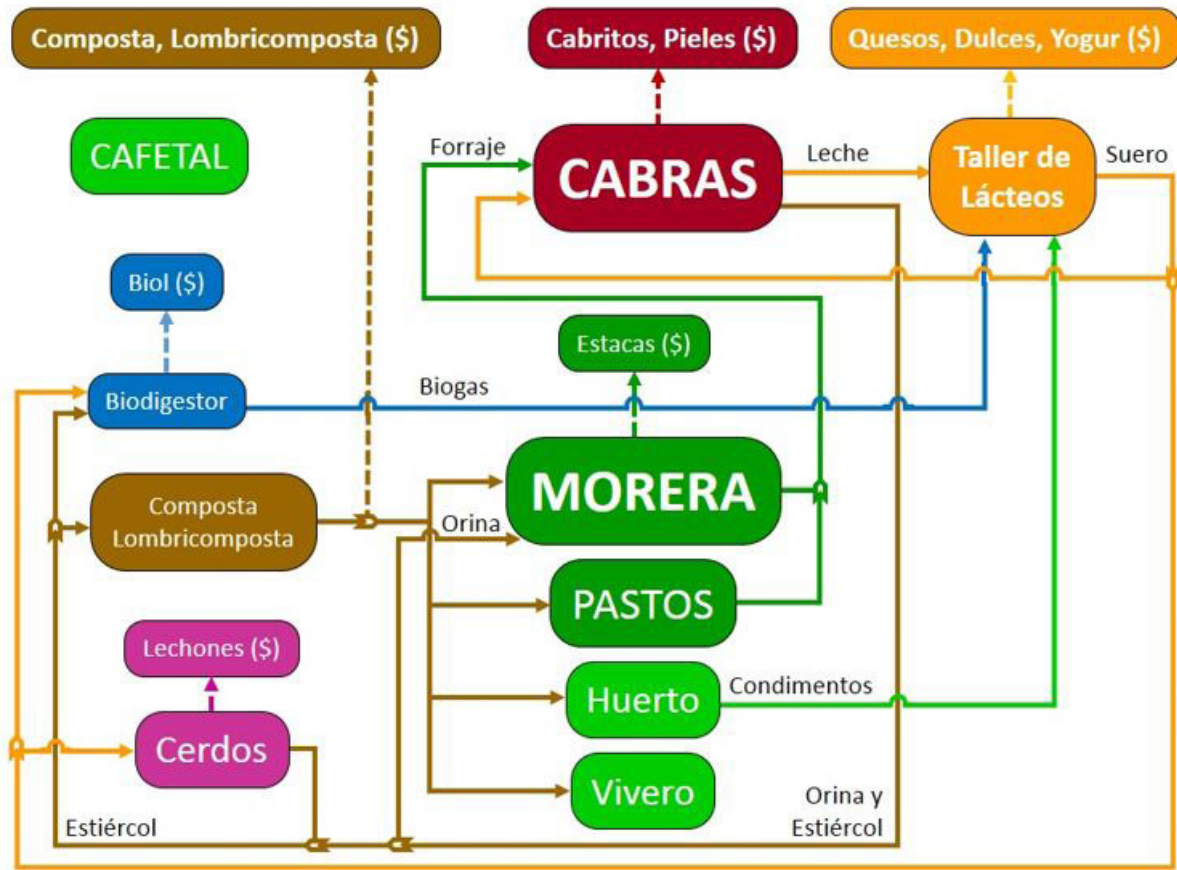 Composta, Lombricomposta ($)
Cabritos, Pieles ($)
Quesos, Dulces, Yogur ($)
CAFETAL
Forraje
CABRAS
Leche
Taller de
Lácteos
Suero
Biol ($)
Estacas ($)
Biodigestor
Biogas
MORERA
Composta
Lombricomposta
Orina
PASTOS
Lechones ($)
Huerto
Condimentos
Cerdos
Vivero
Estiércol
Orina y
Estiércol